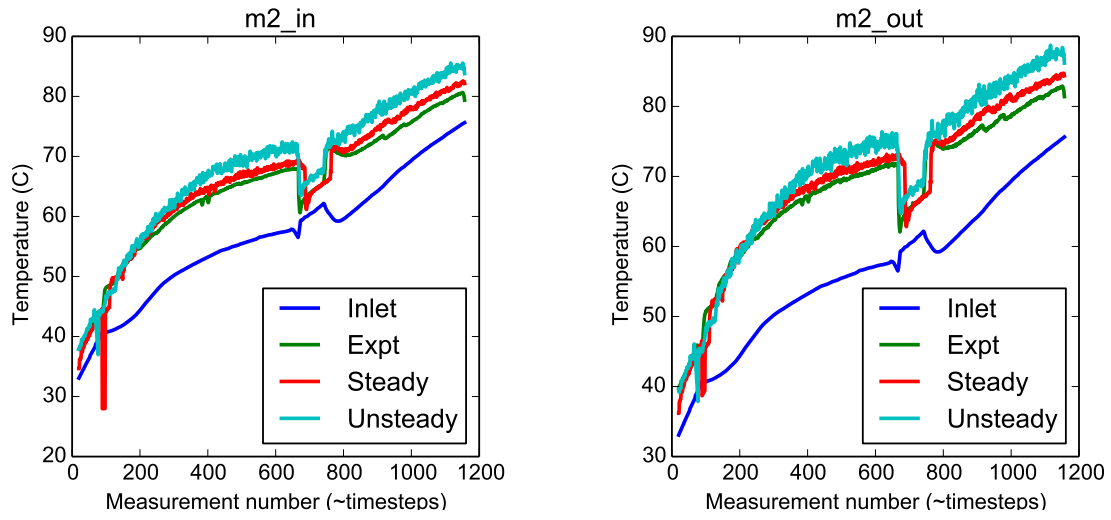 m2_in
90
80
70
60
50
40
30
20
Temperature (C)
Inlet
Expt
Steady
Unsteady
0 200 400 600 800 1000 1200
Measurement number (~timesteps)
m2_out
90
80
70
60
50
40
30
Temperature (C)
Inlet
Expt
Steady
Unsteady
0 200 400 600 800 1000 1200
Measurement number (~timesteps)